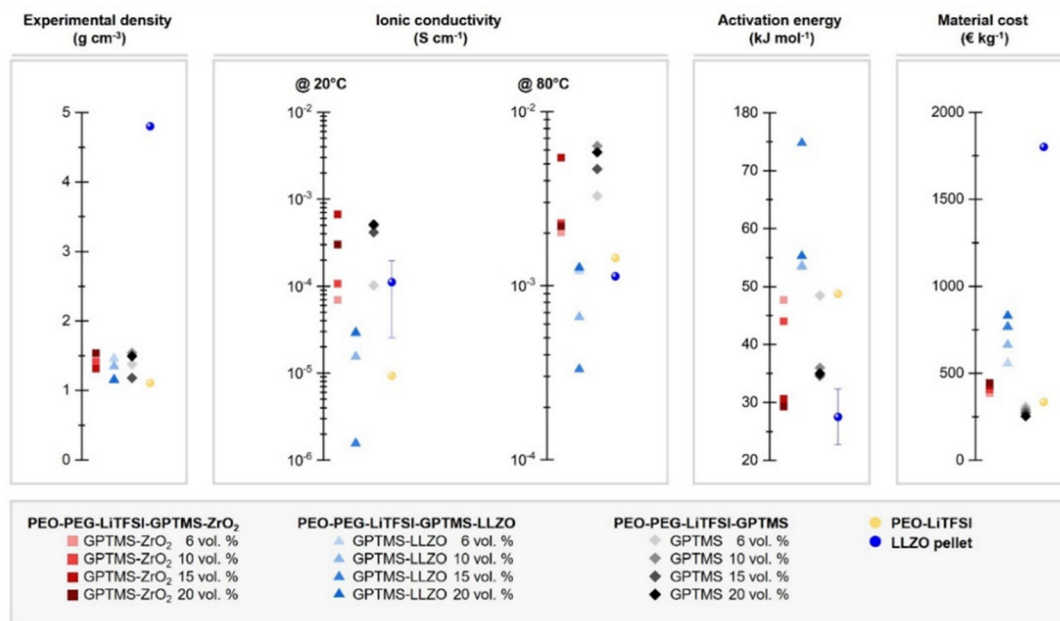 Experimental density
(g cm⁻³)
Ionic conductivity
(S cm⁻¹)
Activation energy
(kJ mol⁻¹)
Material cost
(€ kg⁻¹)
@ 20°C
@ 80°C
5
4
3
2
1
0
10⁻²
10⁻³
10⁻⁴
10⁻⁵
10⁻⁶
10⁻²
10⁻³
10⁻⁴
180
75
70
60
50
40
30
20
2000
1500
1000
500
0
PEO-PEG-LiTFSI-GPTMS-ZrO₂
GPTMS-ZrO₂ 6 vol. %
GPTMS-ZrO₂ 10 vol. %
GPTMS-ZrO₂ 15 vol. %
GPTMS-ZrO₂ 20 vol. %
PEO-PEG-LiTFSI-GPTMS-LLZO
GPTMS-LLZO 6 vol. %
GPTMS-LLZO 10 vol. %
GPTMS-LLZO 15 vol. %
GPTMS-LLZO 20 vol. %
PEO-PEG-LiTFSI-GPTMS
GPTMS 6 vol. %
GPTMS 10 vol. %
GPTMS 15 vol. %
GPTMS 20 vol. %
PEO-LiTFSI
LLZO pellet